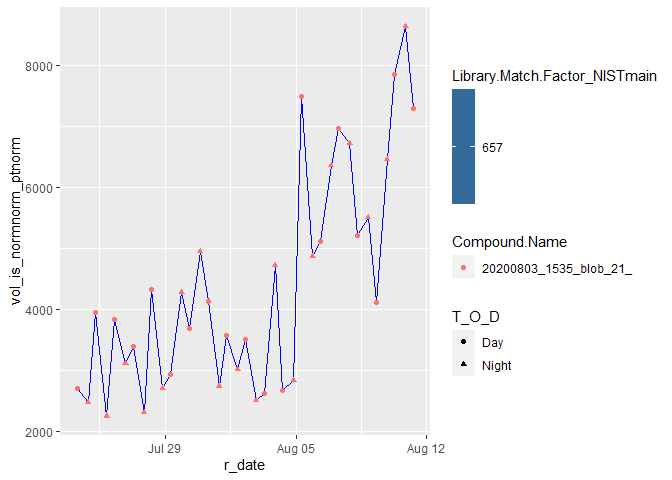 vol_is_normnorm_ptnorm
8000
6000
4000
2000
Jul 29
Aug 05
Aug 12
r_date
Library.Match.Factor_NISTmain
657
Compound.Name
20200803_1535_blob_21_
T_O_D
Day
Night